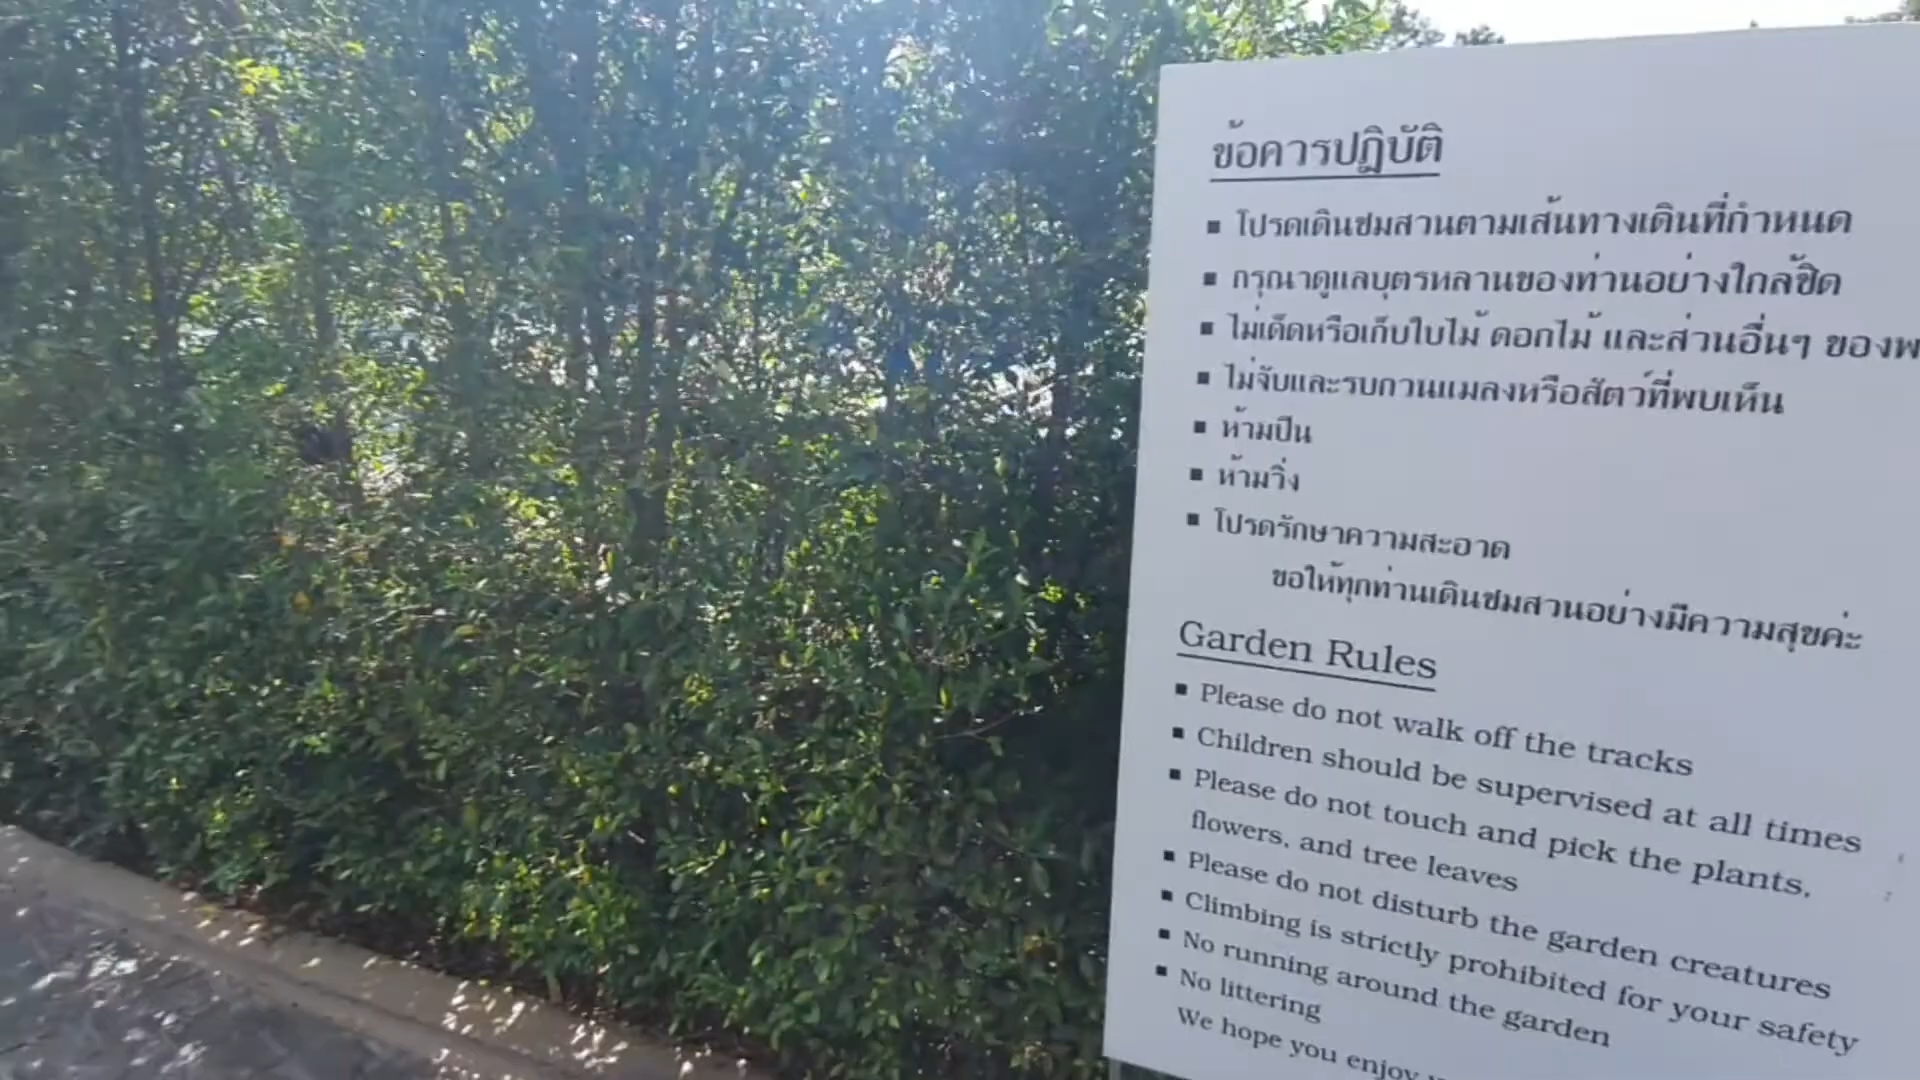 ข้อควรปฏิบัติ
▪ โปรดเดินชมสวนตามเส้นทางเดินที่กำหนด
▪ กรุณาดูแลบุตรหลานของท่านอย่างใกล้ชิด
▪ ไม่เด็ดหรือเก็บใบไม้ ดอกไม้ และส่วนอื่นๆ ของ
▪ ไม่จับและรบกวนแมลงหรือสัตว์ที่พบเห็น
▪ ห้ามปีน
▪ ห้ามวิ่ง
▪ โปรดรักษาความสะอาด
ขอให้ทุกท่านเดินชมสวนอย่างมีความสุขค่ะ
Garden Rules
▪ Please do not walk off the tracks
▪ Children should be supervised at all times
▪ Please do not touch and pick the plants,
flowers, and tree leaves
▪ Please do not disturb the garden creatures
▪ Climbing is strictly prohibited for your safety
▪ No running around the garden
▪ No littering
We hope you enjoy